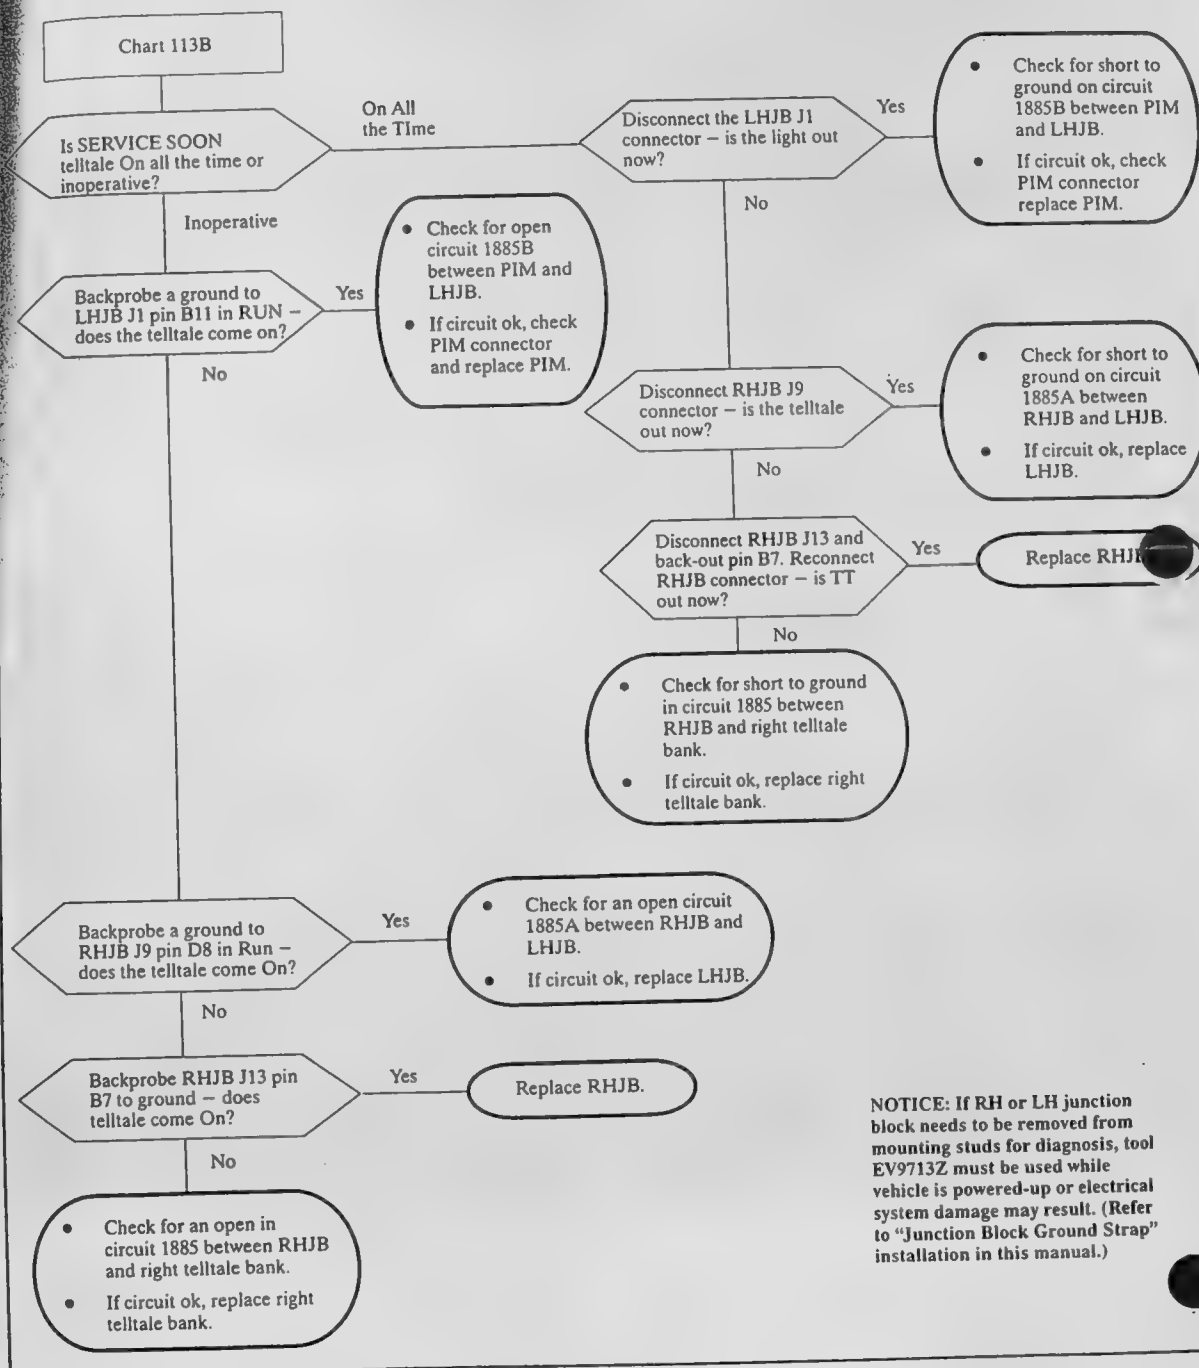 Chart 113B
Is SERVICE SOON
telltale On all the time or
inoperative?
On All
the TIme
Disconnect the LHJB J1
connector – is the light out
now?
Yes
● Check for short to
ground on circuit
1885B between PIM
and LHJB.
● If circuit ok, check
PIM connector
replace PIM.
No
Inoperative
Backprobe a ground to
LHJB J1 pin B11 in RUN –
does the telltale come on?
Yes
● Check for open
circuit 1885B
between PIM and
LHJB.
● If circuit ok, check
PIM connector
and replace PIM.
No
Disconnect RHJB J9
connector – is the telltale
out now?
Yes
● Check for short to
ground on circuit
1885A between
RHJB and LHJB.
● If circuit ok, replace
LHJB.
No
Disconnect RHJB J13 and
back-out pin B7. Reconnect
RHJB connector – is TT
out now?
Yes
Replace
No
● Check for short to ground
in circuit 1885 between
RHJB and right telltale
bank.
● If circuit ok, replace right
telltale bank.
Backprobe a ground to
RHJB J9 pin D8 in Run –
does the telltale come On?
Yes
● Check for an open circuit
1885A between RHJB and
LHJB.
● If circuit ok, replace LHJB.
No
Backprobe RHJB J13 pin
B7 to ground – does
telltale come On?
Yes
Replace RHJB.
No
● Check for an open in
circuit 1885 between RHJB
and right telltale bank.
● If circuit ok, replace right
telltale bank.
NOTICE: If RH or LH junction
block needs to be removed from
mounting studs for diagnosis, tool
EV9713Z must be used while
vehicle is powered-up or electrical
system damage may result. (Refer
to “Junction Block Ground Strap”
installation in this manual.)